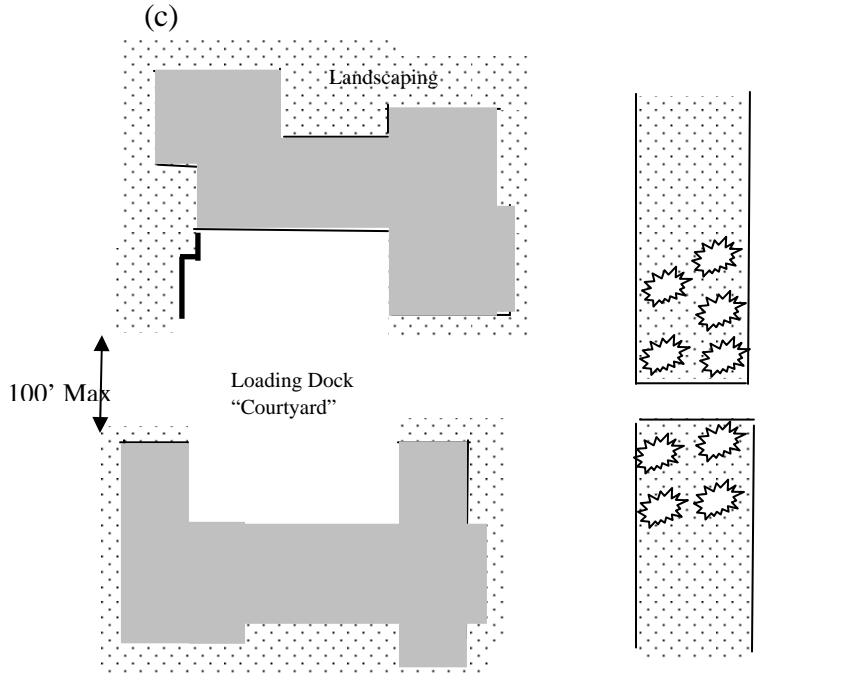 (c)
Landscaping
100’ Max
Loading Dock
“Courtyard”